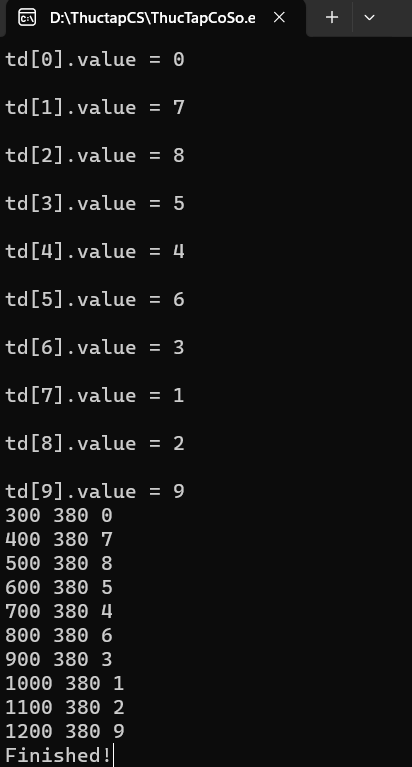 D:\ThuctapCS\ThucTapCoSo.e
td[0].value = 0
td[1].value = 7
td[2].value = 8
td[3].value = 5
td[4].value = 4
td[5].value = 6
td[6].value = 3
td[7].value = 1
td[8].value = 2
td[9].value = 9
300 380 0
400 380 7
500 380 8
600 380 5
700 380 4
800 380 6
900 380 3
1000 380 1
1100 380 2
1200 380 9
Finished!